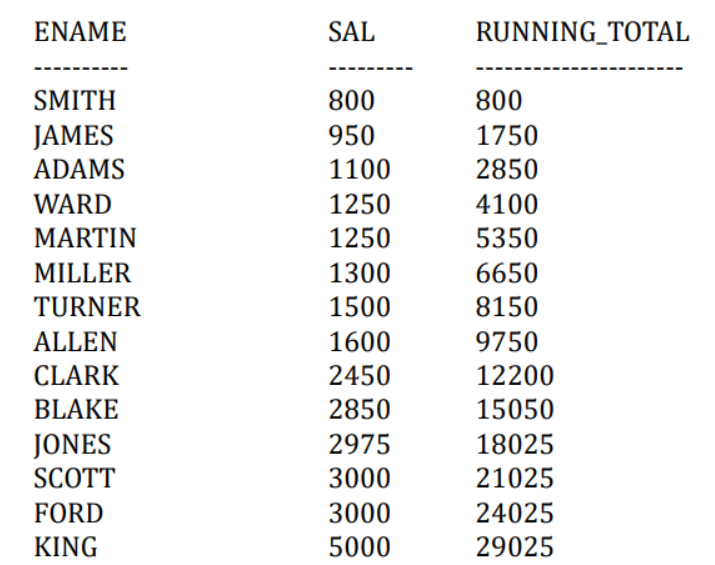 ENAME SAL RUNNING_TOTAL
---------- --------- ----------------------
SMITH 800 800
JAMES 950 1750
ADAMS 1100 2850
WARD 1250 4100
MARTIN 1250 5350
MILLER 1300 6650
TURNER 1500 8150
ALLEN 1600 9750
CLARK 2450 12200
BLAKE 2850 15050
JONES 2975 18025
SCOTT 3000 21025
FORD 3000 24025
KING 5000 29025